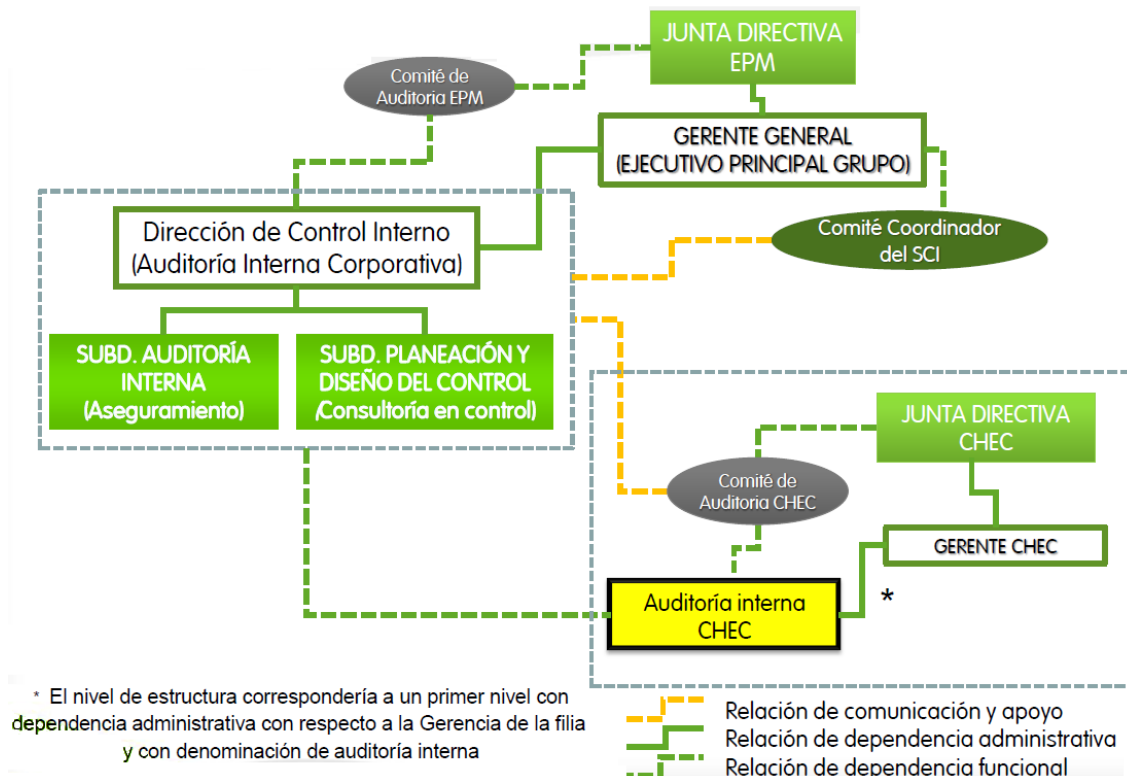 JUNTA DIRECTIVA
EPM
Comité de
Auditoria EPM
GERENTE GENERAL
(EJECUTIVO PRINCIPAL GRUPO)
Dirección de Control Interno
(Auditoría Interna Corporativa)
Comité Coordinador
del SCI
SUBD. AUDITORÍA
INTERNA
(Aseguramiento)
SUBD. PLANEACIÓN Y
DISEÑO DEL CONTROL
(Consultoría en control)
JUNTA DIRECTIVA
CHEC
Comité de
Auditoria CHEC
GERENTE CHEC
Auditoría interna
CHEC
*
* El nivel de estructura correspondería a un primer nivel con
dependencia administrativa con respecto a la Gerencia de la filia
y con denominación de auditoría interna
Relación de comunicación y apoyo
Relación de dependencia administrativa
Relación de dependencia funcional